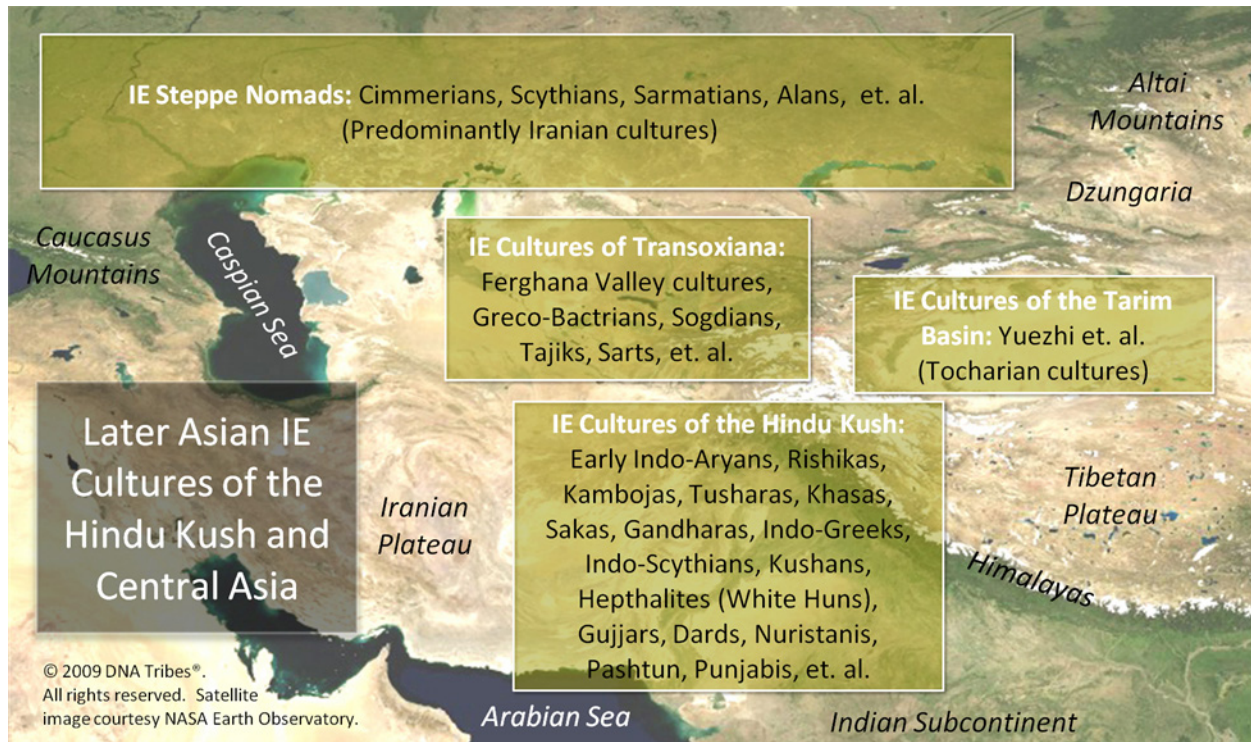 IE Steppe Nomads: Cimmerians, Scythians, Sarmatians, Alans, et. al.
(Predominantly Iranian cultures)
Altai
Mountains
Dzungaria
Caucasus
Mountains
Caspian Sea
IE Cultures of Transoxiana:
Ferghana Valley cultures,
Greco-Bactrians, Sogdians,
Tajiks, Sarts, et. al.
IE Cultures of the Tarim
Basin: Yuezhi et. al.
(Tocharian cultures)
Later Asian IE
Cultures of the
Hindu Kush and
Central Asia
Iranian
Plateau
IE Cultures of the Hindu Kush:
Early Indo-Aryans, Rishikas,
Kambojas, Tusharas, Khasas,
Sakas, Gandharas, Indo-Greeks,
Indo-Scythians, Kushans,
Hepthalites (White Huns),
Gujjars, Dards, Nuristanis,
Pashtun, Punjabis, et. al.
Tibetan
Plateau
Himalayas
© 2009 DNA Tribes®.
All rights reserved. Satellite
image courtesy NASA Earth Observatory.
Arabian Sea
Indian Subcontinent